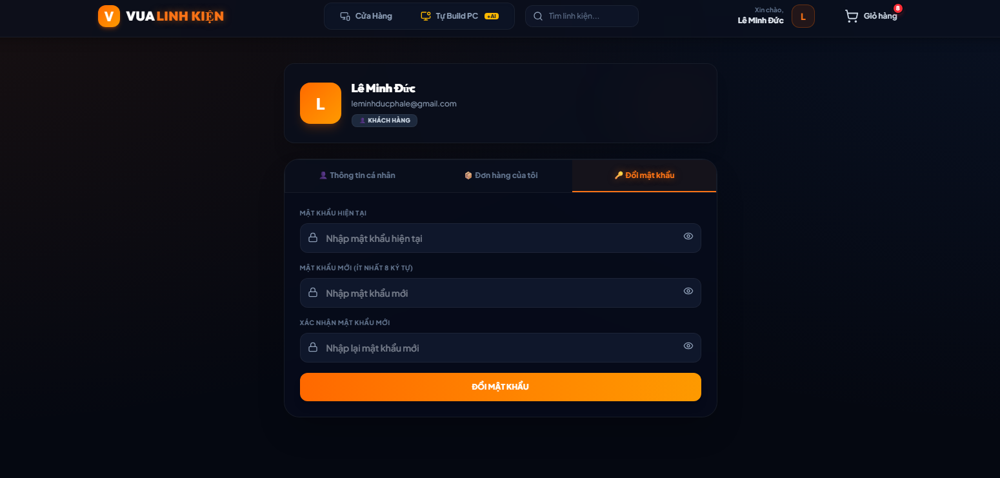 V VUA LINH KIỆN
Cửa Hàng
Tự Build PC +AI
Tìm linh kiện...
Xin chào,
Lê Minh Đức
L
Giỏ hàng 8
L
Lê Minh Đức
leminhducphale@gmail.com
👤 KHÁCH HÀNG
👤 Thông tin cá nhân
📦 Đơn hàng của tôi
🔑 Đổi mật khẩu
MẬT KHẨU HIỆN TẠI
Nhập mật khẩu hiện tại
MẬT KHẨU MỚI (ÍT NHẤT 8 KÝ TỰ)
Nhập mật khẩu mới
XÁC NHẬN MẬT KHẨU MỚI
Nhập lại mật khẩu mới
ĐỔI MẬT KHẨU